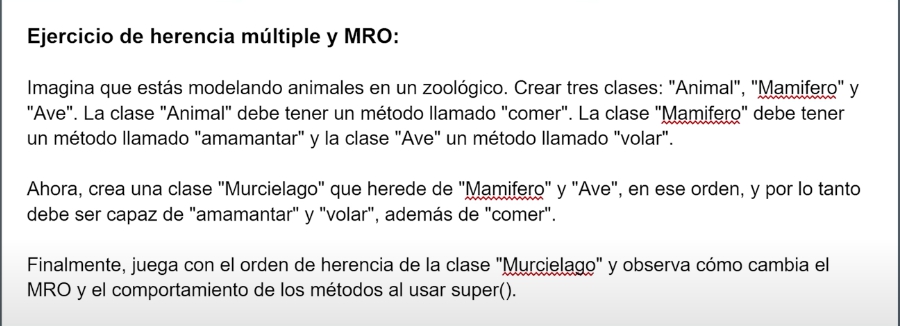 Ejercicio de herencia múltiple y MRO:
Imagina que estás modelando animales en un zoológico. Crear tres clases: "Animal", "Mamifero" y
"Ave". La clase "Animal" debe tener un método llamado "comer". La clase "Mamifero" debe tener
un método llamado "amamantar" y la clase "Ave" un método llamado "volar".
Ahora, crea una clase "Murcielago" que herede de "Mamifero" y "Ave", en ese orden, y por lo tanto
debe ser capaz de "amamantar" y "volar", además de "comer".
Finalmente, juega con el orden de herencia de la clase "Murcielago" y observa cómo cambia el
MRO y el comportamiento de los métodos al usar super().